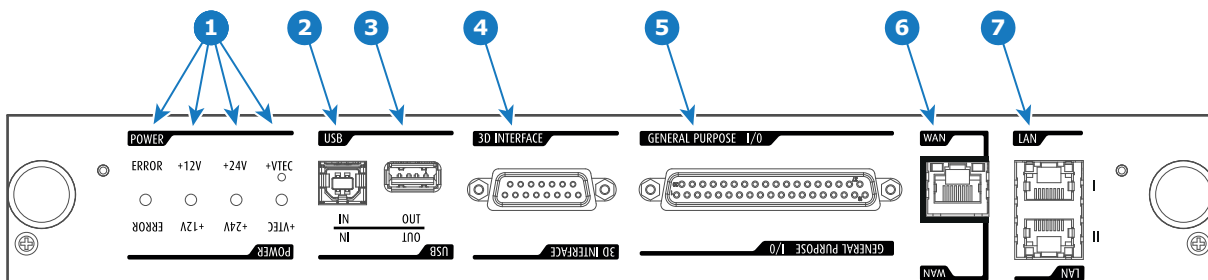 1 2 3 4 5 6 7
POWER USB 3D INTERFACE GENERAL PURPOSE I/O WAN LAN
ERROR +12V +24V +VTEC
I
IN OUT
ERROR +12V +24V +VTEC IN OUT
II
POWER USB 3D INTERFACE GENERAL PURPOSE I/O WAN LAN